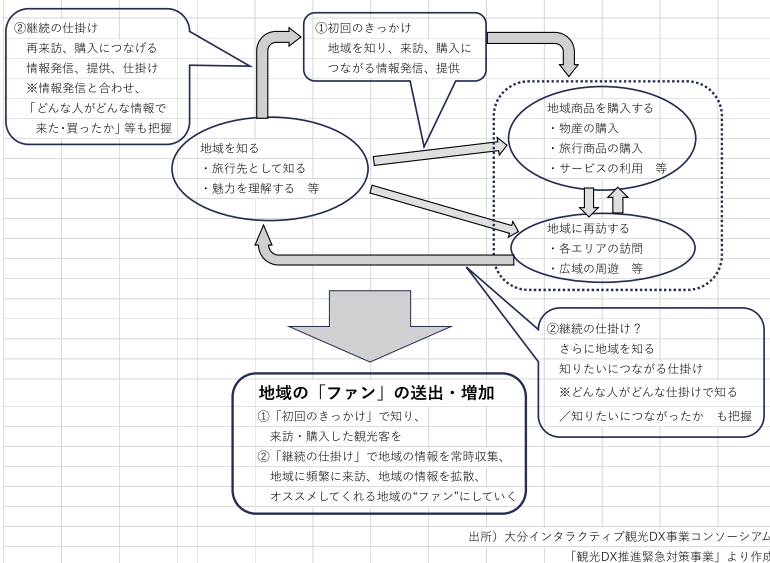 ②継続の仕掛け
再来訪、購入につなげる
情報発信、提供、仕掛け
※情報発信と合わせ、
「どんな人がどんな情報で
来た・買ったか」等も把握
①初回のきっかけ
地域を知り、来訪、購入に
つながる情報発信、提供
地域商品を購入する
・物産の購入
・旅行商品の購入
・サービスの利用　等
地域を知る
・旅行先として知る
・魅力を理解する　等
地域に再訪する
・各エリアの訪問
・広域の周遊　等
②継続の仕掛け？
さらに地域を知る
知りたいにつながる仕掛け
※どんな人がどんな仕掛けで知る
／知りたいにつながったか　も把握
地域の「ファン」の送出・増加
①「初回のきっかけ」で知り、
来訪・購入した観光客を
②「継続の仕掛け」で地域の情報を常時収集、
地域に頻繁に来訪、地域の情報を拡散、
オススメしてくれる地域の“ファン”にしていく
出所）大分インタラクティブ観光DX事業コンソーシアム
「観光DX推進緊急対策事業」より作成